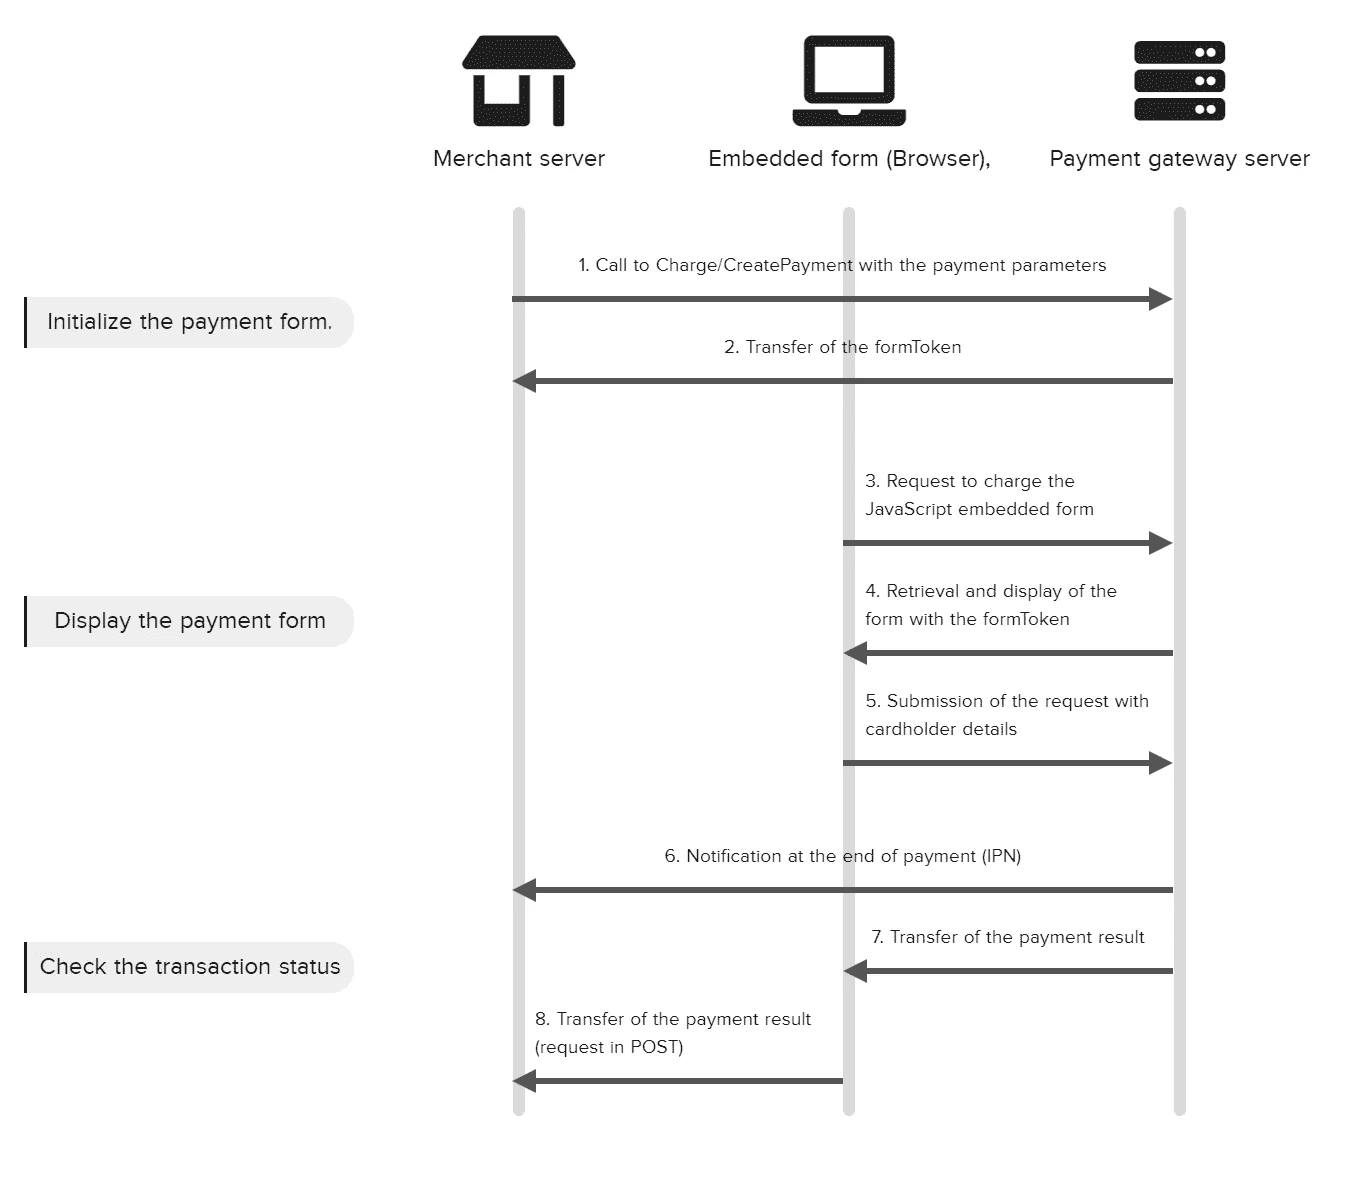 Merchant server
Embedded form (Browser),
Payment gateway server
1. Call to Charge/CreatePayment with the payment parameters
Initialize the payment form.
2. Transfer of the formToken
3. Request to charge the
JavaScript embedded form
4. Retrieval and display of the
form with the formToken
Display the payment form
5. Submission of the request with
cardholder details
6. Notification at the end of payment (IPN)
7. Transfer of the payment result
Check the transaction status
8. Transfer of the payment result
(request in POST)